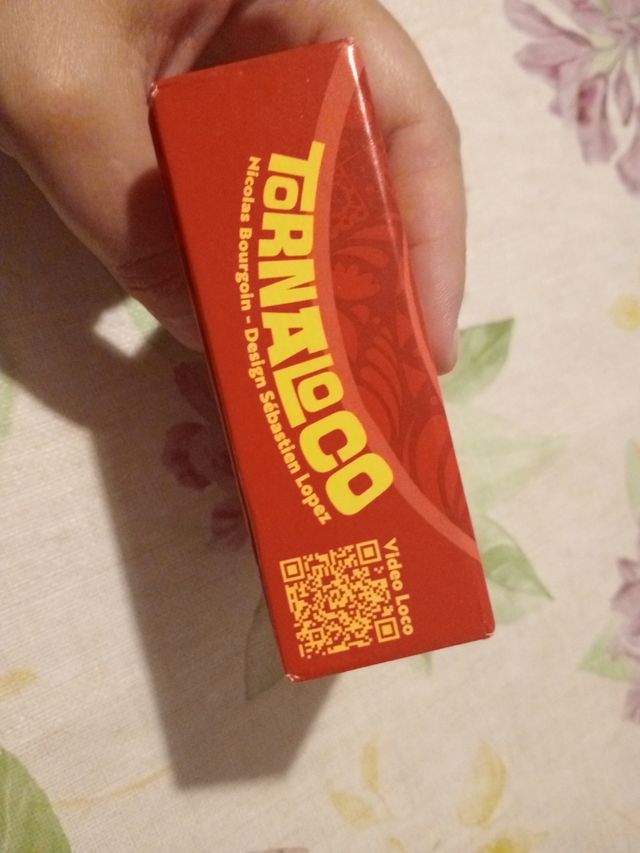 TORNALOCO
Nicolas Bourgoin - Design Sébastien Lopez
Video Loco